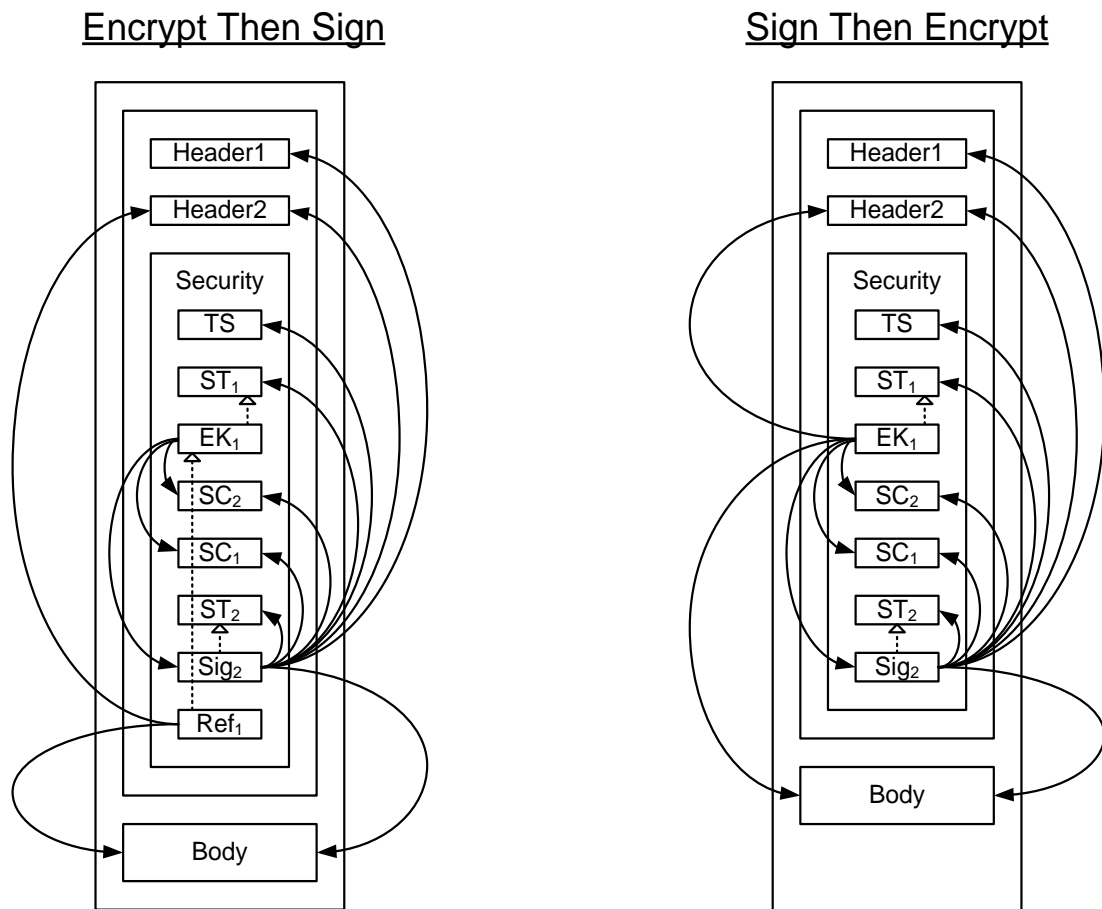 Encrypt Then Sign
Header1
Header2
Security
TS
ST₁
EK₁
SC₂
SC₁
ST₂
Sig₂
Ref₁
Body
Sign Then Encrypt
Header1
Header2
Security
TS
ST₁
EK₁
SC₂
SC₁
ST₂
Sig₂
Body